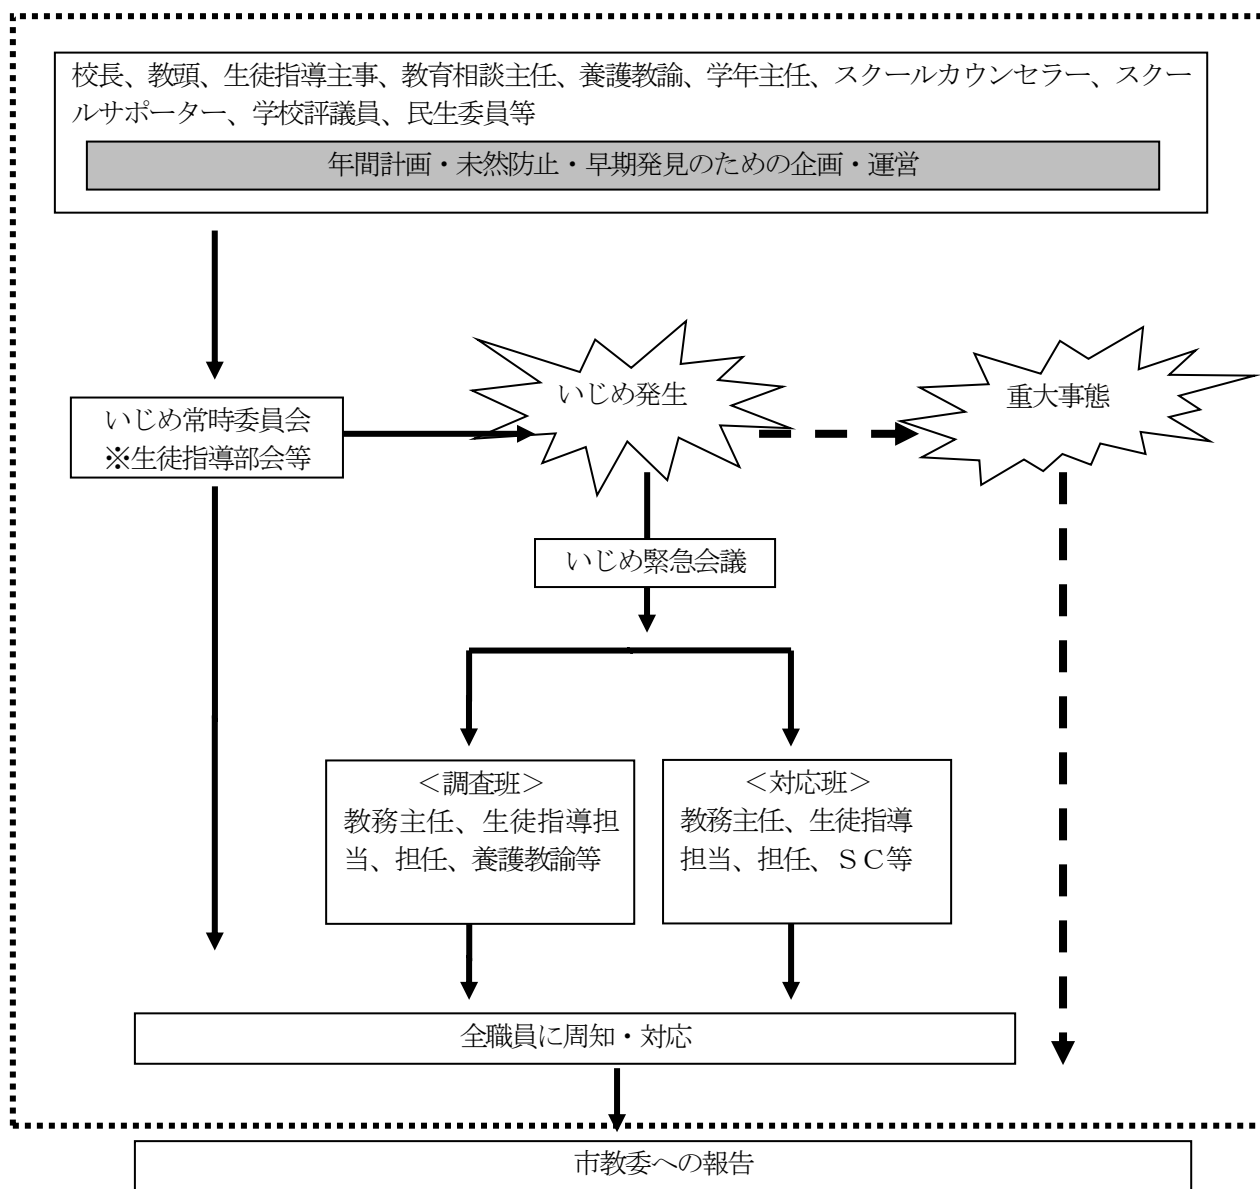 校長、教頭、生徒指導主事、教育相談主任、養護教諭、学年主任、スクールカウンセラー、スクー
ルサポーター、学校評議員、民生委員等
年間計画・未然防止・早期発見のための企画・運営
いじめ発生
重大事態
いじめ常時委員会
※生徒指導部会等
いじめ緊急会議
＜調査班＞
教務主任、生徒指導担
当、担任、養護教諭等
＜対応班＞
教務主任、生徒指導
担当、担任、ＳＣ等
全職員に周知・対応
市教委への報告